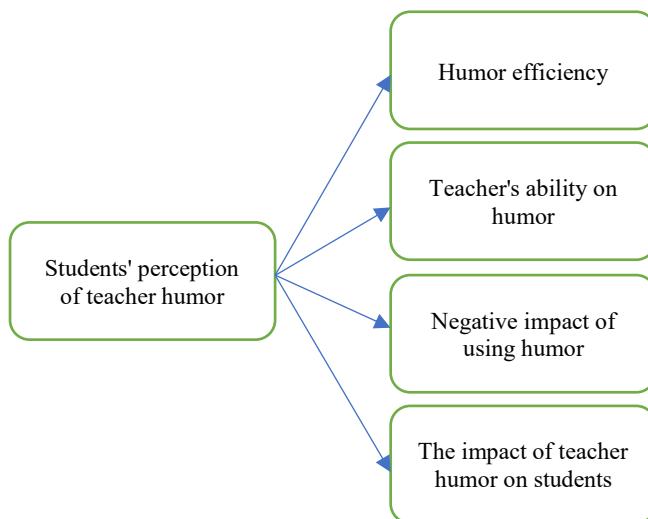 Humor efficiency
Teacher's ability on
humor
Students' perception
of teacher humor
Negative impact of
using humor
The impact of teacher
humor on students